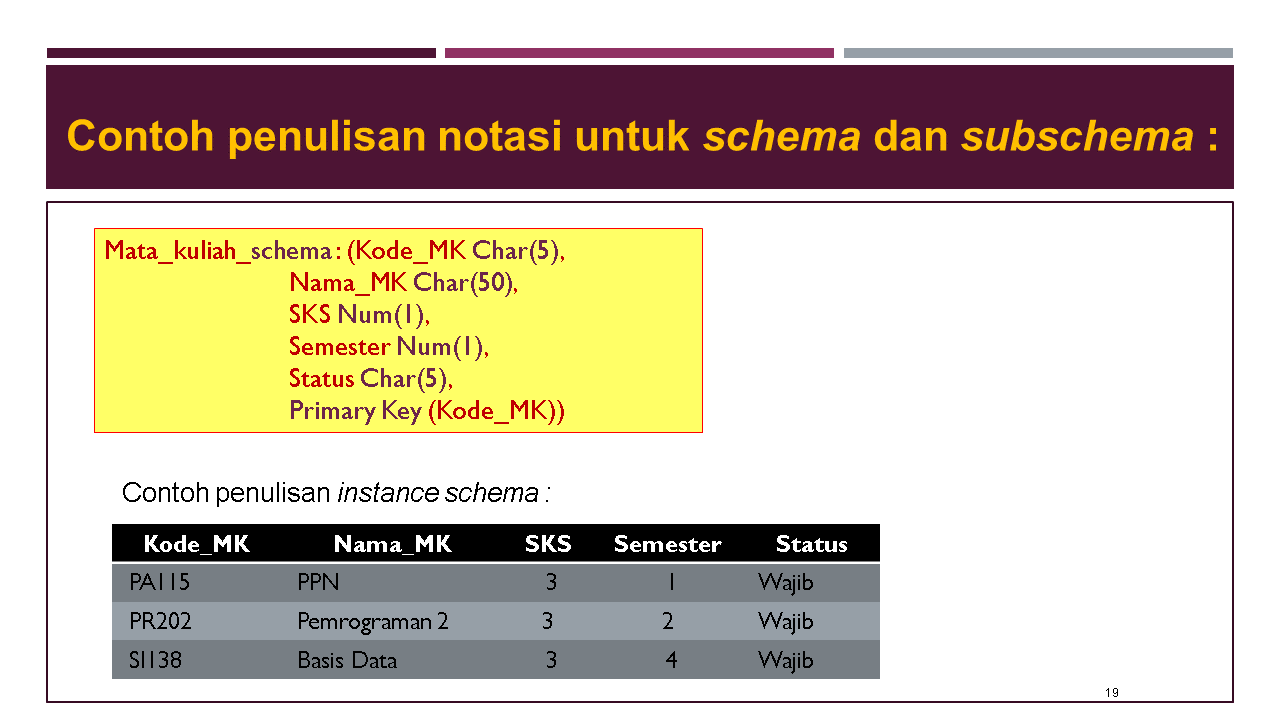 Contoh penulisan notasi untuk schema dan subschema :
Mata_kuliah_schema : (Kode_MK Char(5),
Nama_MK Char(50),
SKS Num(1),
Semester Num(1),
Status Char(5),
Primary Key (Kode_MK))
Contoh penulisan instance schema :
Kode_MK Nama_MK SKS Semester Status
PA115 PPN 3 1 Wajib
PR202 Pemrograman 2 3 2 Wajib
SI138 Basis Data 3 4 Wajib
19